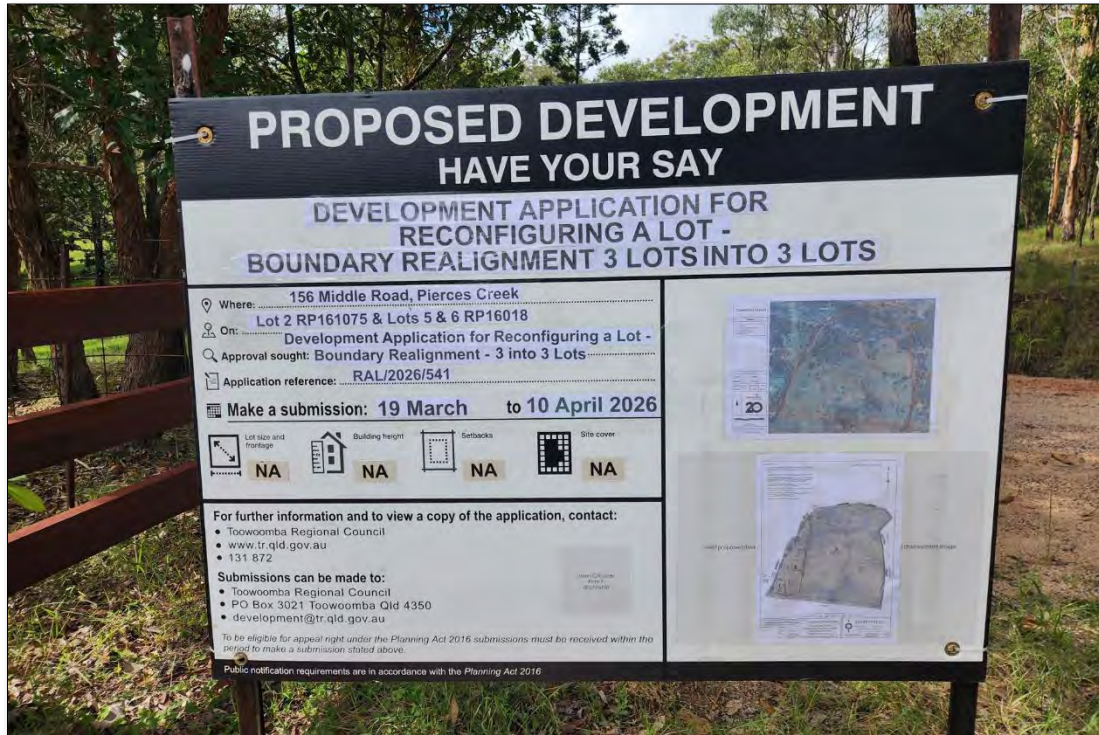 PROPOSED DEVELOPMENT
HAVE YOUR SAY
DEVELOPMENT APPLICATION FOR
RECONFIGURING A LOT -
BOUNDARY REALIGNMENT 3 LOTS INTO 3 LOTS
Where: 156 Middle Road, Pierces Creek
On: Lot 2 RP161075 & Lots 5 & 6 RP16018
Development Application for Reconfiguring a Lot -
Approval sought: Boundary Realignment - 3 into 3 Lots
Application reference: RAL/2026/541
Make a submission: 19 March to 10 April 2026
Lot size and
frontage
NA
Building height
NA
Setbacks
NA
Site cover
NA
For further information and to view a copy of the application, contact:
• Toowoomba Regional Council
• www.tr.qld.gov.au
• 131 872
Submissions can be made to:
• Toowoomba Regional Council
• PO Box 3021 Toowoomba Qld 4350
• development@tr.qld.gov.au
To be eligible for appeal right under the Planning Act 2016 submissions must be received within the
period to make a submission stated above.
Public notification requirements are in accordance with the Planning Act 2016
20